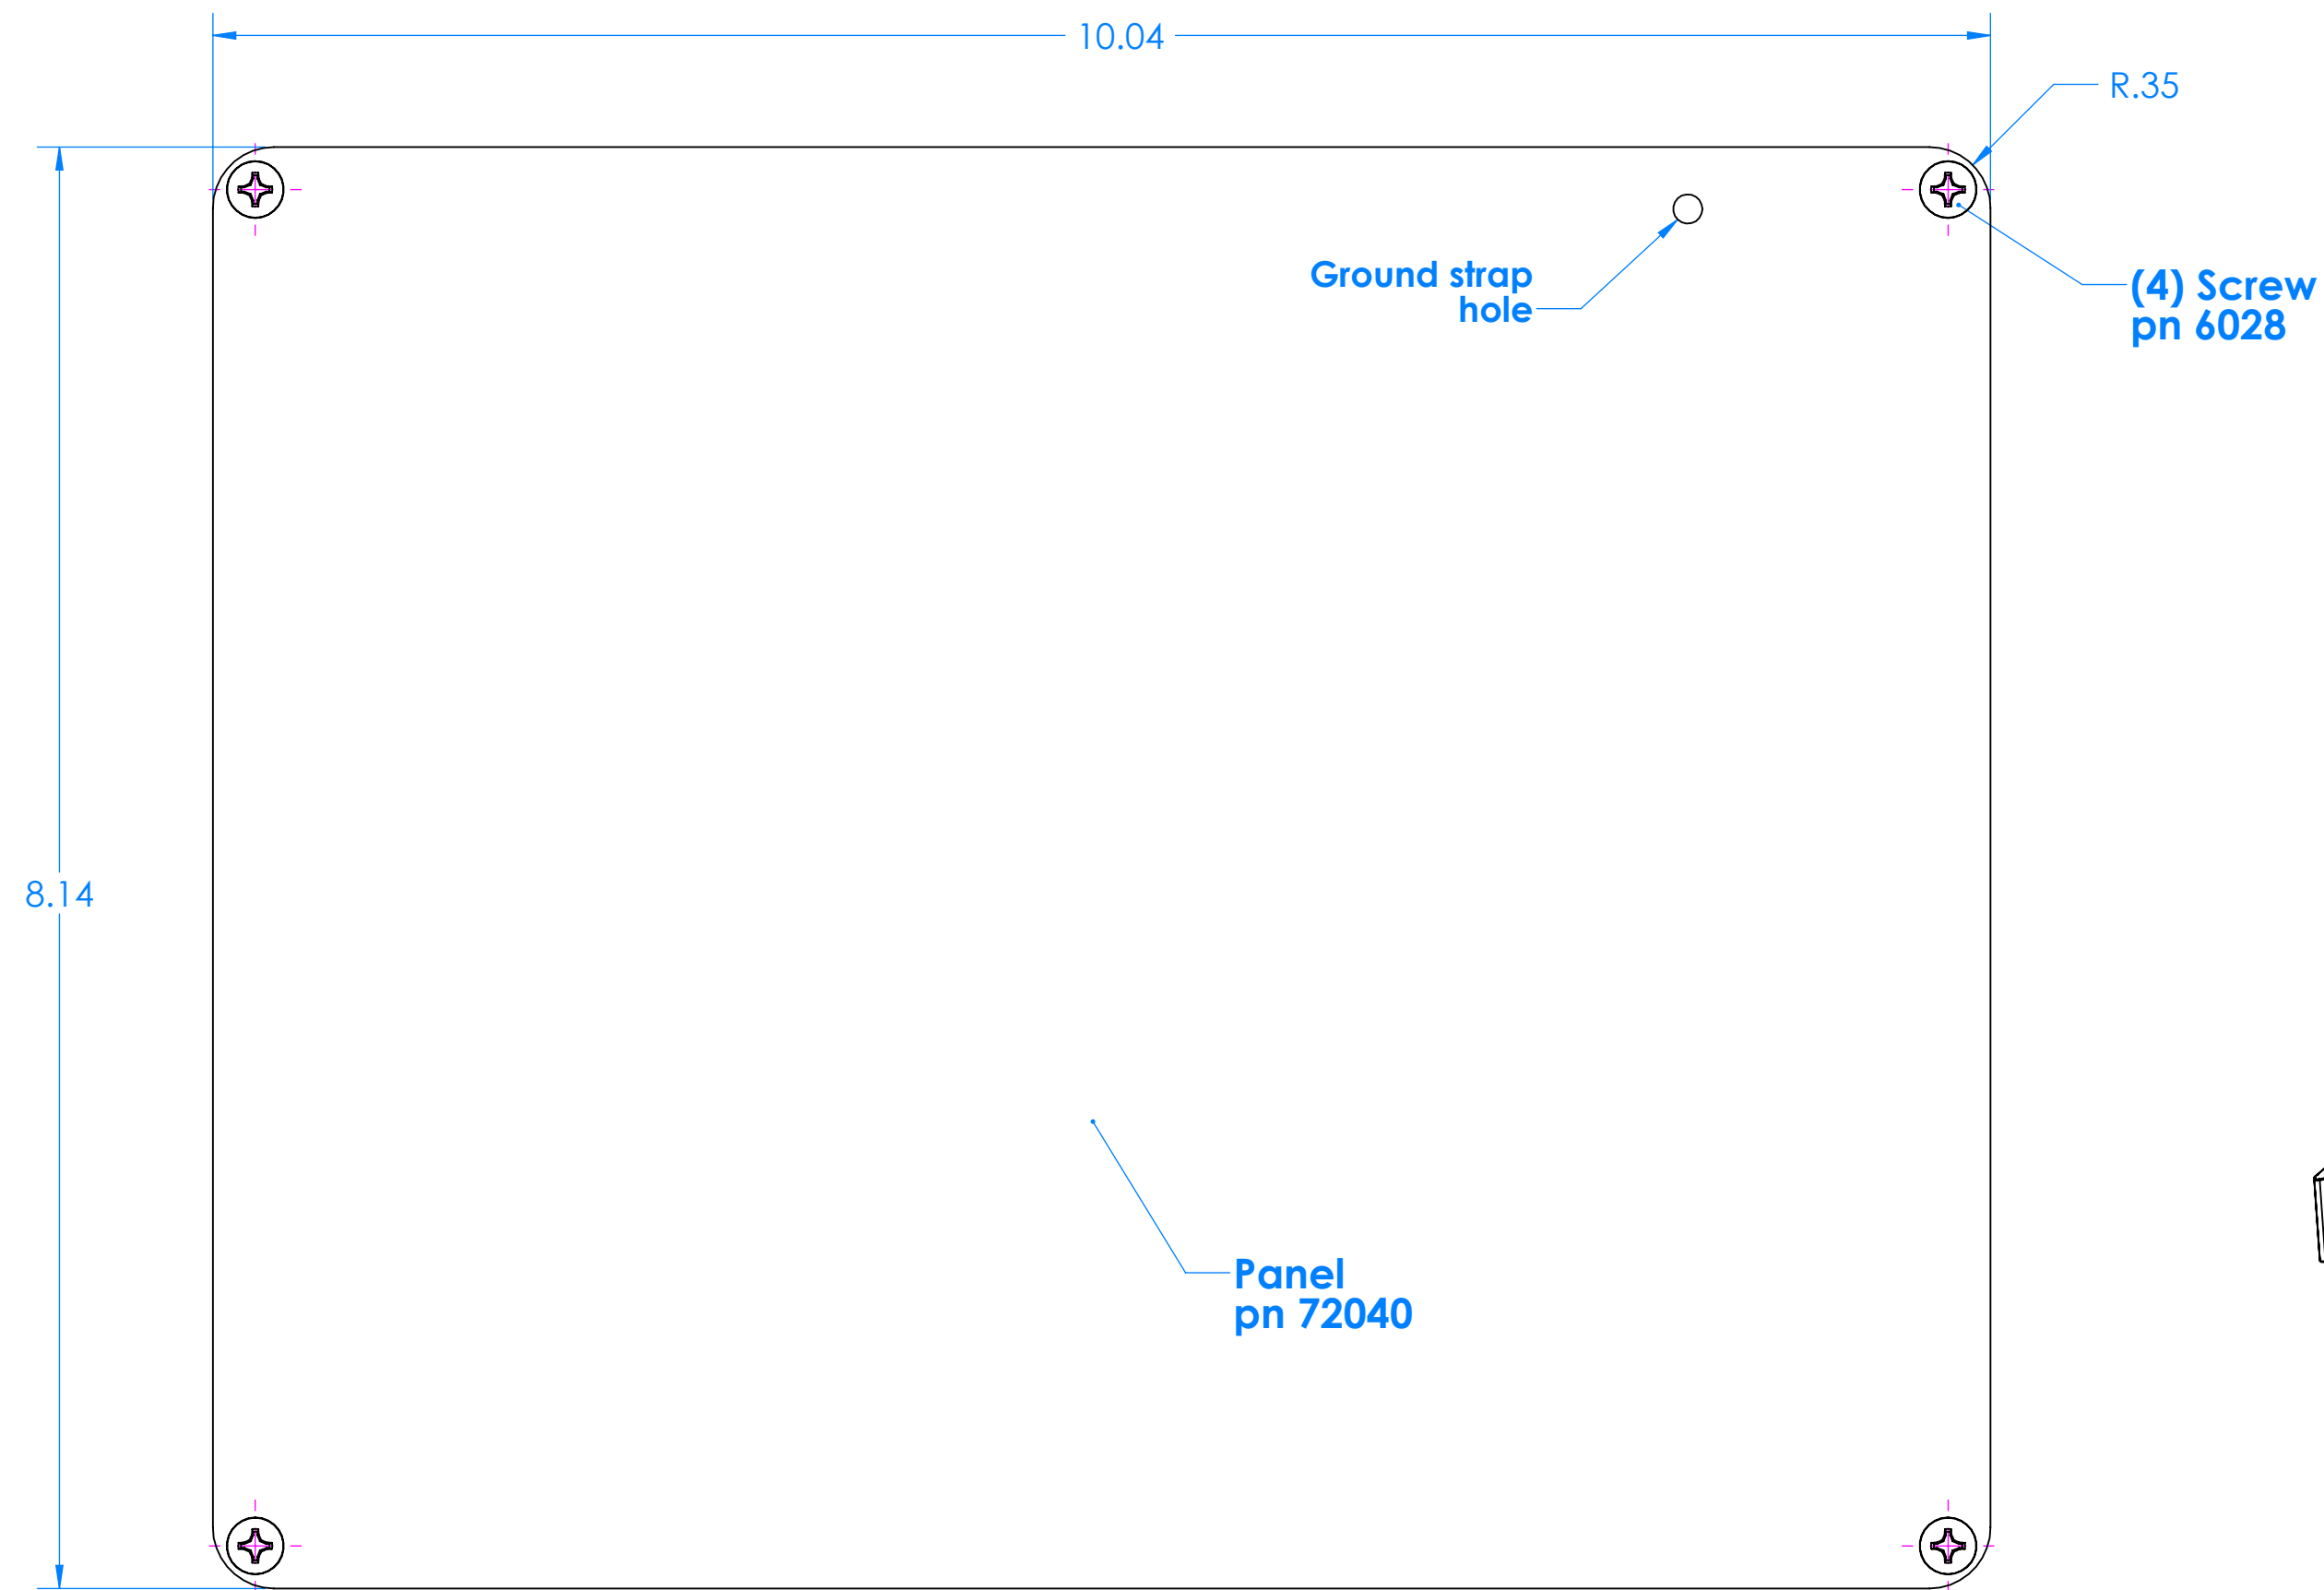 10.04
R.35
Ground strap
hole
(4) Screw
pn 6028
8.14
Panel
pn 72040